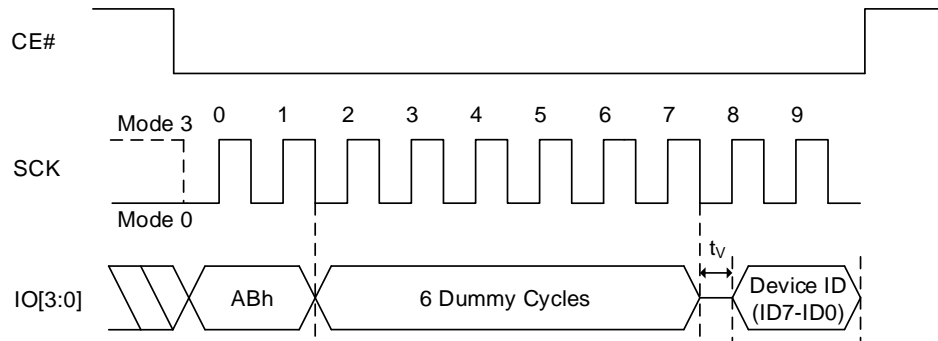 CE#
0 1 2 3 4 5 6 7 8 9
Mode 3
SCK
Mode 0
tV
IO[3:0]
ABh
6 Dummy Cycles
Device ID
(ID7-ID0)